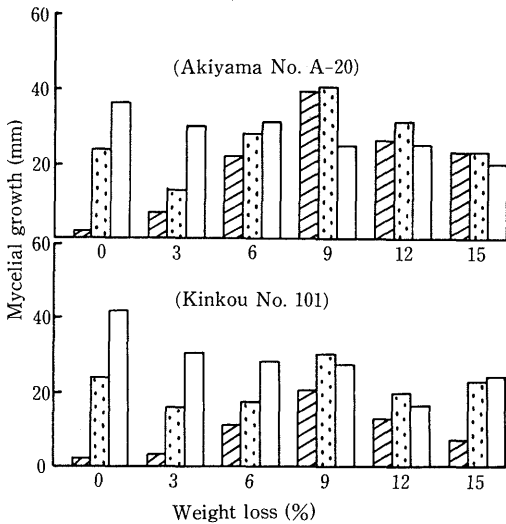 60
(Akiyama No. A-20)
40
20
0 3 6 9 12 15
Mycelial growth (mm)
60
(Kinkou No. 101)
40
20
0
0 3 6 9 12 15
Weight loss (%)